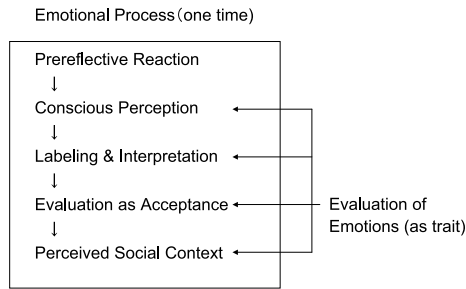 Emotional Process（one time）
Prereflective Reaction
↓
Conscious Perception
↓
Labeling & Interpretation
↓
Evaluation as Acceptance
↓
Perceived Social Context
Evaluation of
Emotions (as trait)